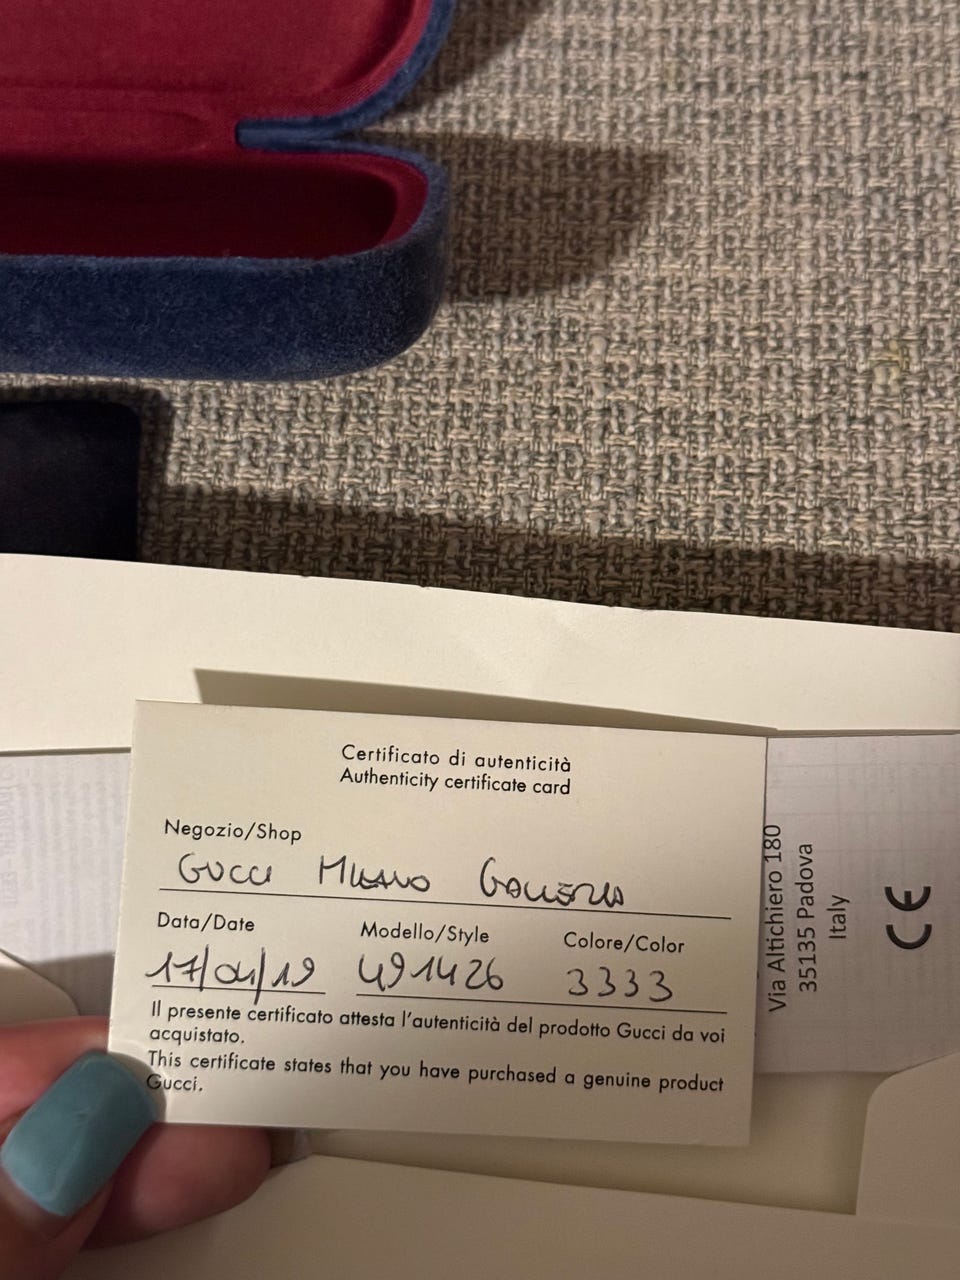 Certificato di autenticità
Authenticity certificate card
Negozio/Shop
GUCCI MILANO GALLERIA
Data/Date Modello/Style Colore/Color
17/04/19 491426 3333
Il presente certificato attesta l'autenticità del prodotto Gucci da voi
acquistato.
This certificate states that you have purchased a genuine product
Gucci.
Via Altichiero 180
35135 Padova
Italy
CE